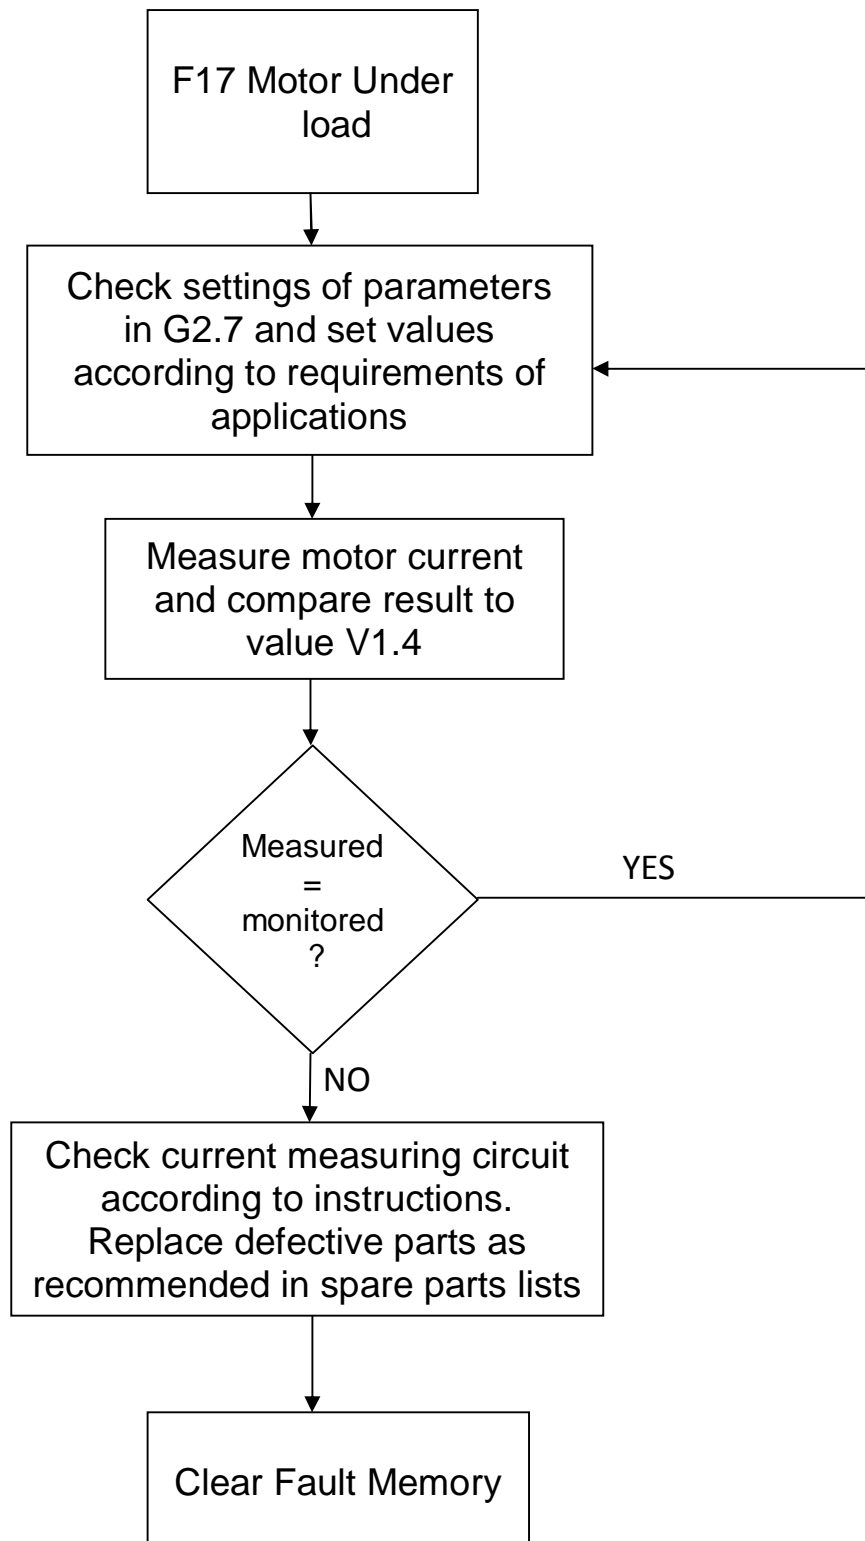 F17 Motor Under
load
Check settings of parameters
in G2.7 and set values
according to requirements of
applications
Measure motor current
and compare result to
value V1.4
Measured
=
monitored
?
YES
NO
Check current measuring circuit
according to instructions.
Replace defective parts as
recommended in spare parts lists
Clear Fault Memory